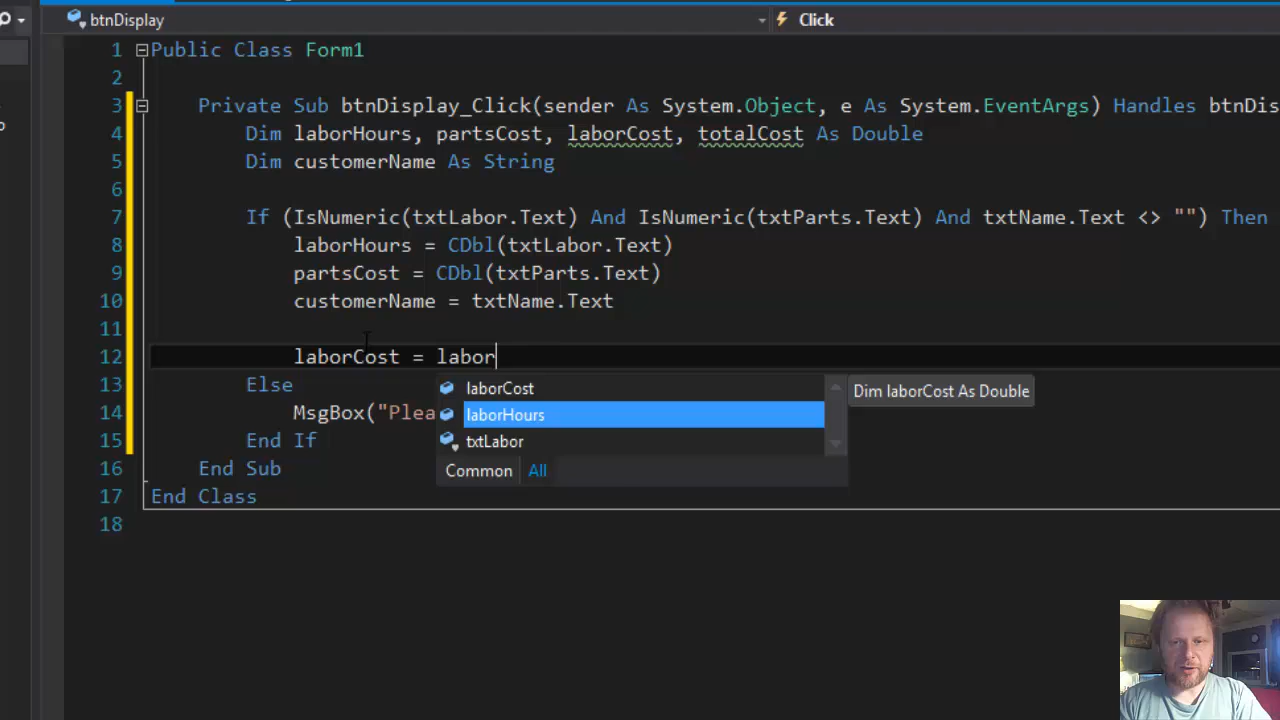 btnDisplay Click
1 Public Class Form1
2
3 Private Sub btnDisplay_Click(sender As System.Object, e As System.EventArgs) Handles btnDis
4 Dim laborHours, partsCost, laborCost, totalCost As Double
5 Dim customerName As String
6
7 If (IsNumeric(txtLabor.Text) And IsNumeric(txtParts.Text) And txtName.Text <> "") Then
8 laborHours = CDbl(txtLabor.Text)
9 partsCost = CDbl(txtParts.Text)
10 customerName = txtName.Text
11
12 laborCost = labor
13 Else
laborCost Dim laborCost As Double
14 MsgBox("Plea
laborHours
15 End If
txtLabor
16 End Sub
Common All
17 End Class
18